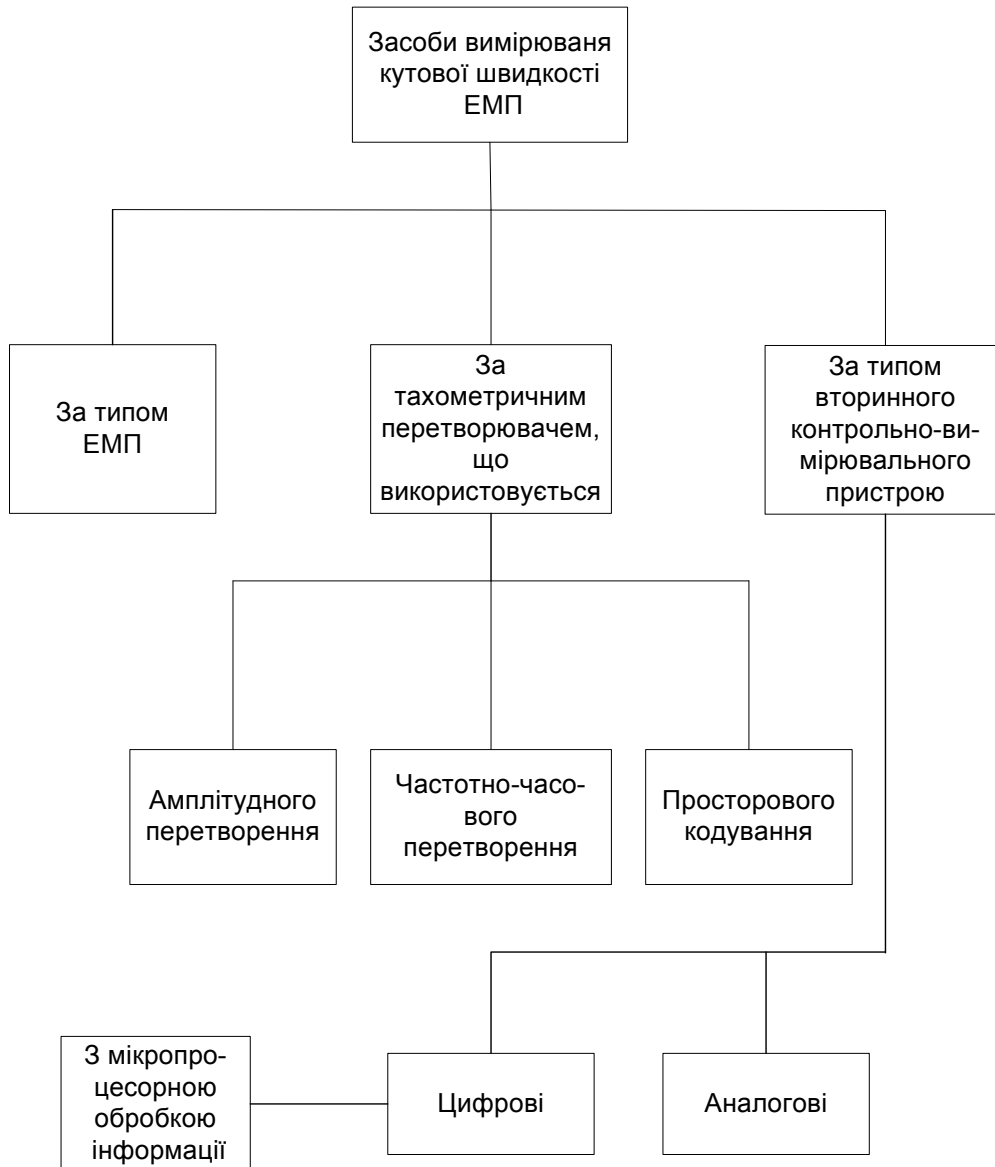 Засоби вимірюваня
кутової швидкості
ЕМП
За типом
ЕМП
За
тахометричним
перетворювачем,
що
використовується
За типом
вторинного
контрольно-ви-
мірювального
пристрою
Амплітудного
перетворення
Частотно-часо-
вого
перетворення
Просторового
кодування
З мікропро-
цесорною
обробкою
інформації
Цифрові
Аналогові